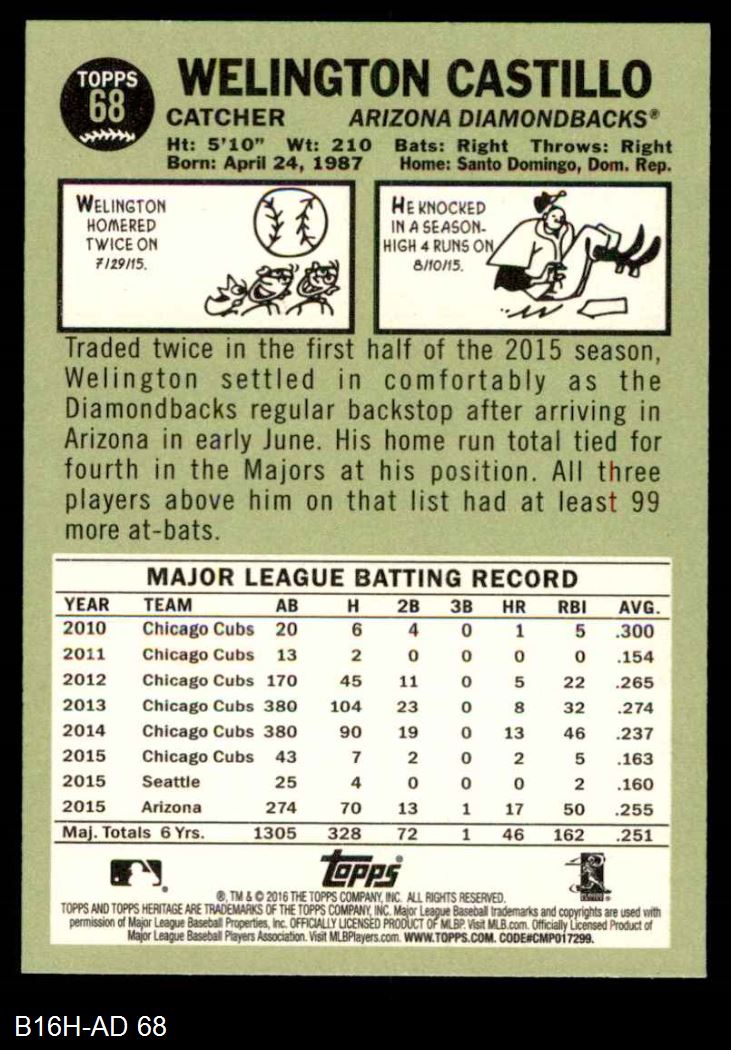 TOPPS
68
WELINGTON CASTILLO
CATCHER ARIZONA DIAMONDBACKS®
Ht: 5'10" Wt: 210 Bats: Right Throws: Right
Born: April 24, 1987 Home: Santo Domingo, Dom. Rep.
WELINGTON
HOMERED
TWICE ON
7/29/15.
HE KNOCKED
IN A SEASON-
HIGH 4 RUNS ON
8/10/15.
Traded twice in the first half of the 2015 season,
Welington settled in comfortably as the
Diamondbacks regular backstop after arriving in
Arizona in early June. His home run total tied for
fourth in the Majors at his position. All three
players above him on that list had at least 99
more at-bats.
MAJOR LEAGUE BATTING RECORD
YEAR TEAM AB H 2B 3B HR RBI AVG.
2010 Chicago Cubs 20 6 4 0 1 5 .300
2011 Chicago Cubs 13 2 0 0 0 0 .154
2012 Chicago Cubs 170 45 11 0 5 22 .265
2013 Chicago Cubs 380 104 23 0 8 32 .274
2014 Chicago Cubs 380 90 19 0 13 46 .237
2015 Chicago Cubs 43 7 2 0 2 5 .163
2015 Seattle 25 4 0 0 0 2 .160
2015 Arizona 274 70 13 1 17 50 .255
Maj. Totals 6 Yrs. 1305 328 72 1 46 162 .251
topps®
®, TM & © 2016 THE TOPPS COMPANY, INC. ALL RIGHTS RESERVED.
TOPPS AND TOPPS HERITAGE ARE TRADEMARKS OF THE TOPPS COMPANY, INC. Major League Baseball trademarks and copyrights are used with
permission of Major League Baseball Properties, Inc. OFFICIALLY LICENSED PRODUCT OF MLBP. Visit MLB.com. Officially Licensed Product of
Major League Baseball Players Association. Visit MLBPlayers.com. WWW.TOPPS.COM. CODE#CMP017299.
B16H-AD 68